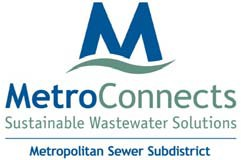 M
MetroConnects
Sustainable Wastewater Solutions
Metropolitan Sewer Subdistrict